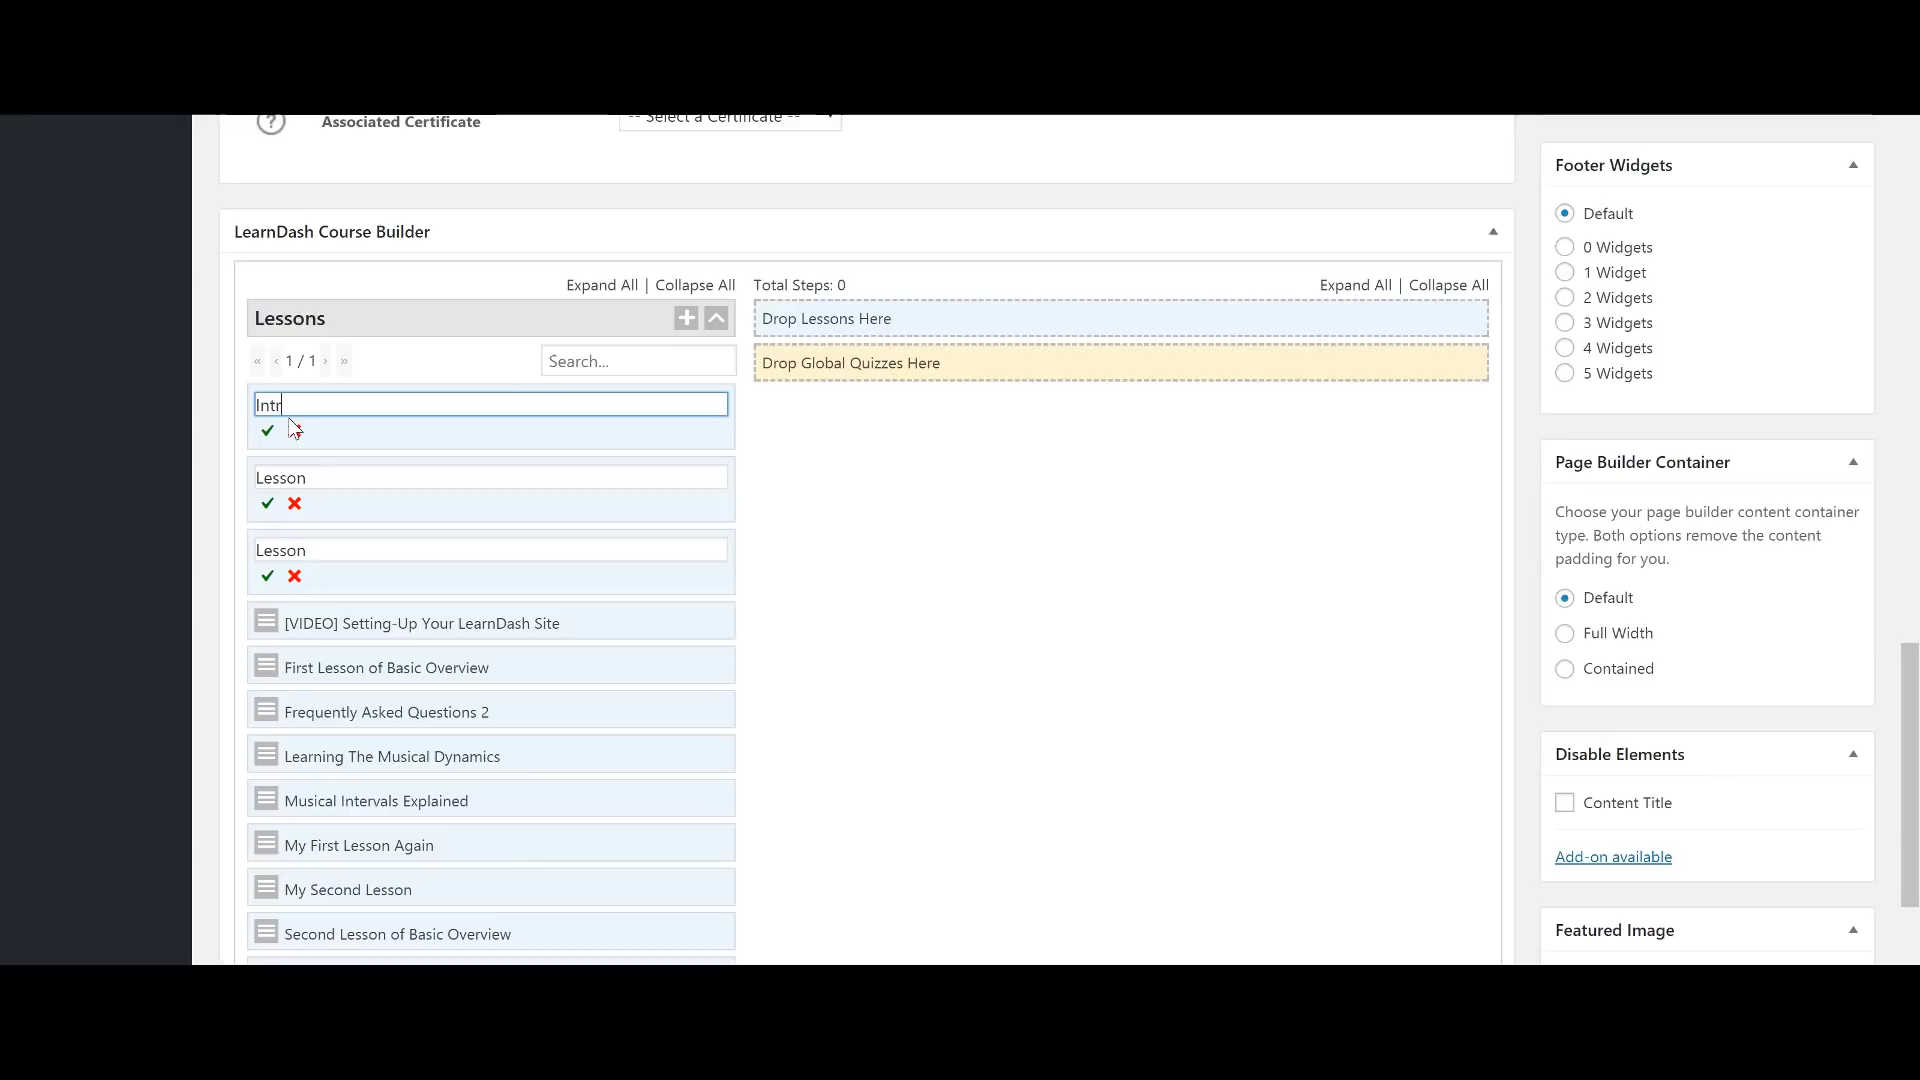 Associated Certificate
-- Select a Certificate --
LearnDash Course Builder
Expand All | Collapse All
Total Steps: 0
Expand All | Collapse All
Lessons
Drop Lessons Here
« ‹ 1 / 1 › »
Search...
Drop Global Quizzes Here
Intr
Lesson
Lesson
[VIDEO] Setting-Up Your LearnDash Site
First Lesson of Basic Overview
Frequently Asked Questions 2
Learning The Musical Dynamics
Musical Intervals Explained
My First Lesson Again
My Second Lesson
Second Lesson of Basic Overview
Footer Widgets
Default
0 Widgets
1 Widget
2 Widgets
3 Widgets
4 Widgets
5 Widgets
Page Builder Container
Choose your page builder content container
type. Both options remove the content
padding for you.
Default
Full Width
Contained
Disable Elements
Content Title
Add-on available
Featured Image